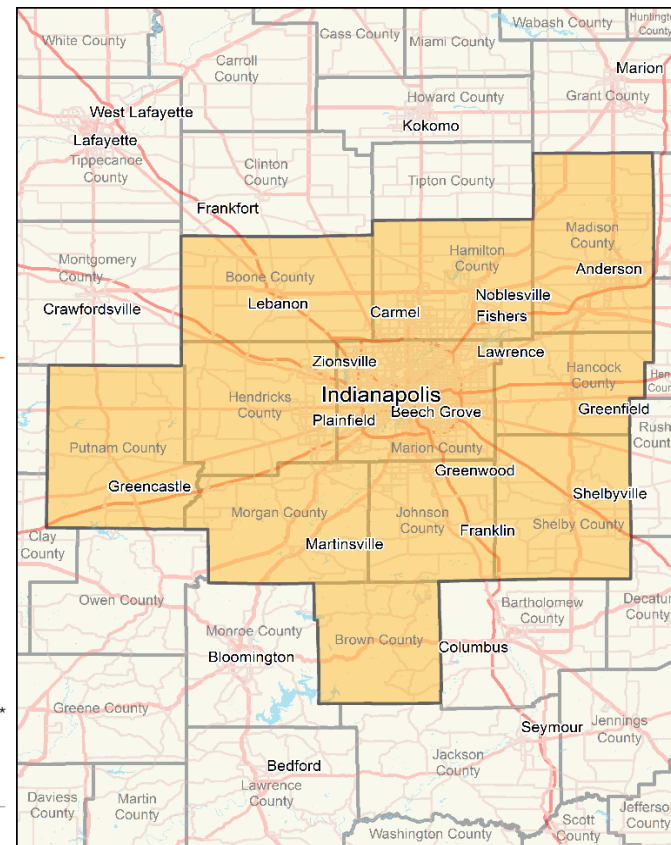 Wabash County
Huntington
County
Cass County
Miami County
White County
Carroll
County
Marion
Grant County
Howard County
Kokomo
West Lafayette
Lafayette
Tippecanoe
County
Clinton
County
Tipton County
Frankfort
Madison
County
Anderson
Hamilton
County
Montgomery
County
Boone County
Noblesville
Lebanon
Carmel
Fishers
Crawfordsville
Lawrence
Zionsville
Hancock
County
Hen
Coun
Indianapolis
Hendricks
County
Beech Grove
Greenfield
Plainfield
Rush
Count
Putnam County
Marion County
Greenwood
Greencastle
Shelbyville
Morgan County
Johnson
County
Shelby County
Franklin
Clay
County
Martinsville
Owen County
Decatur
County
Bartholomew
County
Monroe County
Brown County
Columbus
Bloomington
Greene County
*
Seymour
Jennings
County
Jackson
County
Bedford
Lawrence
County
Daviess
County
Martin
County
Jefferso
County
Scott
County
Washington County